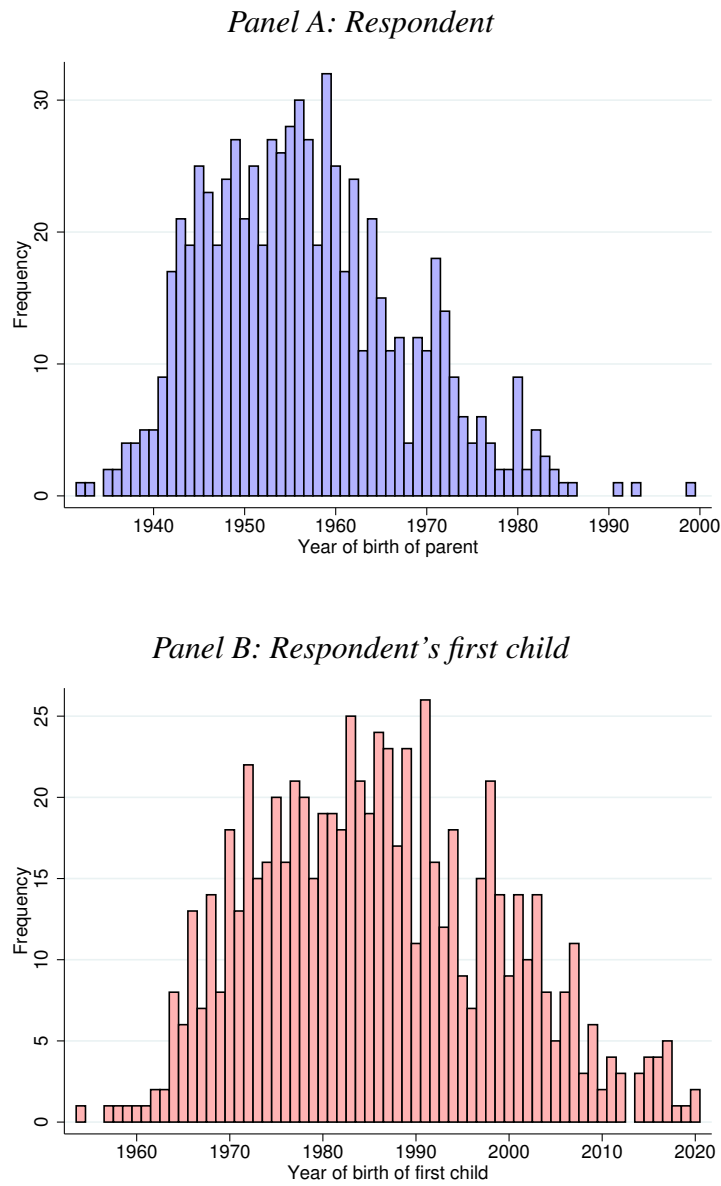 Panel A: Respondent
Frequency
30
20
10
0
1940 1950 1960 1970 1980 1990 2000
Year of birth of parent
Panel B: Respondent’s first child
Frequency
25
20
15
10
5
0
1960 1970 1980 1990 2000 2010 2020
Year of birth of first child